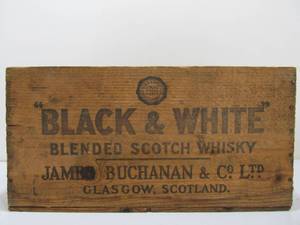 "BLACK & WHITE"
BLENDED SCOTCH WHISKY
JAMES BUCHANAN & Co. LTD
GLASGOW, SCOTLAND.